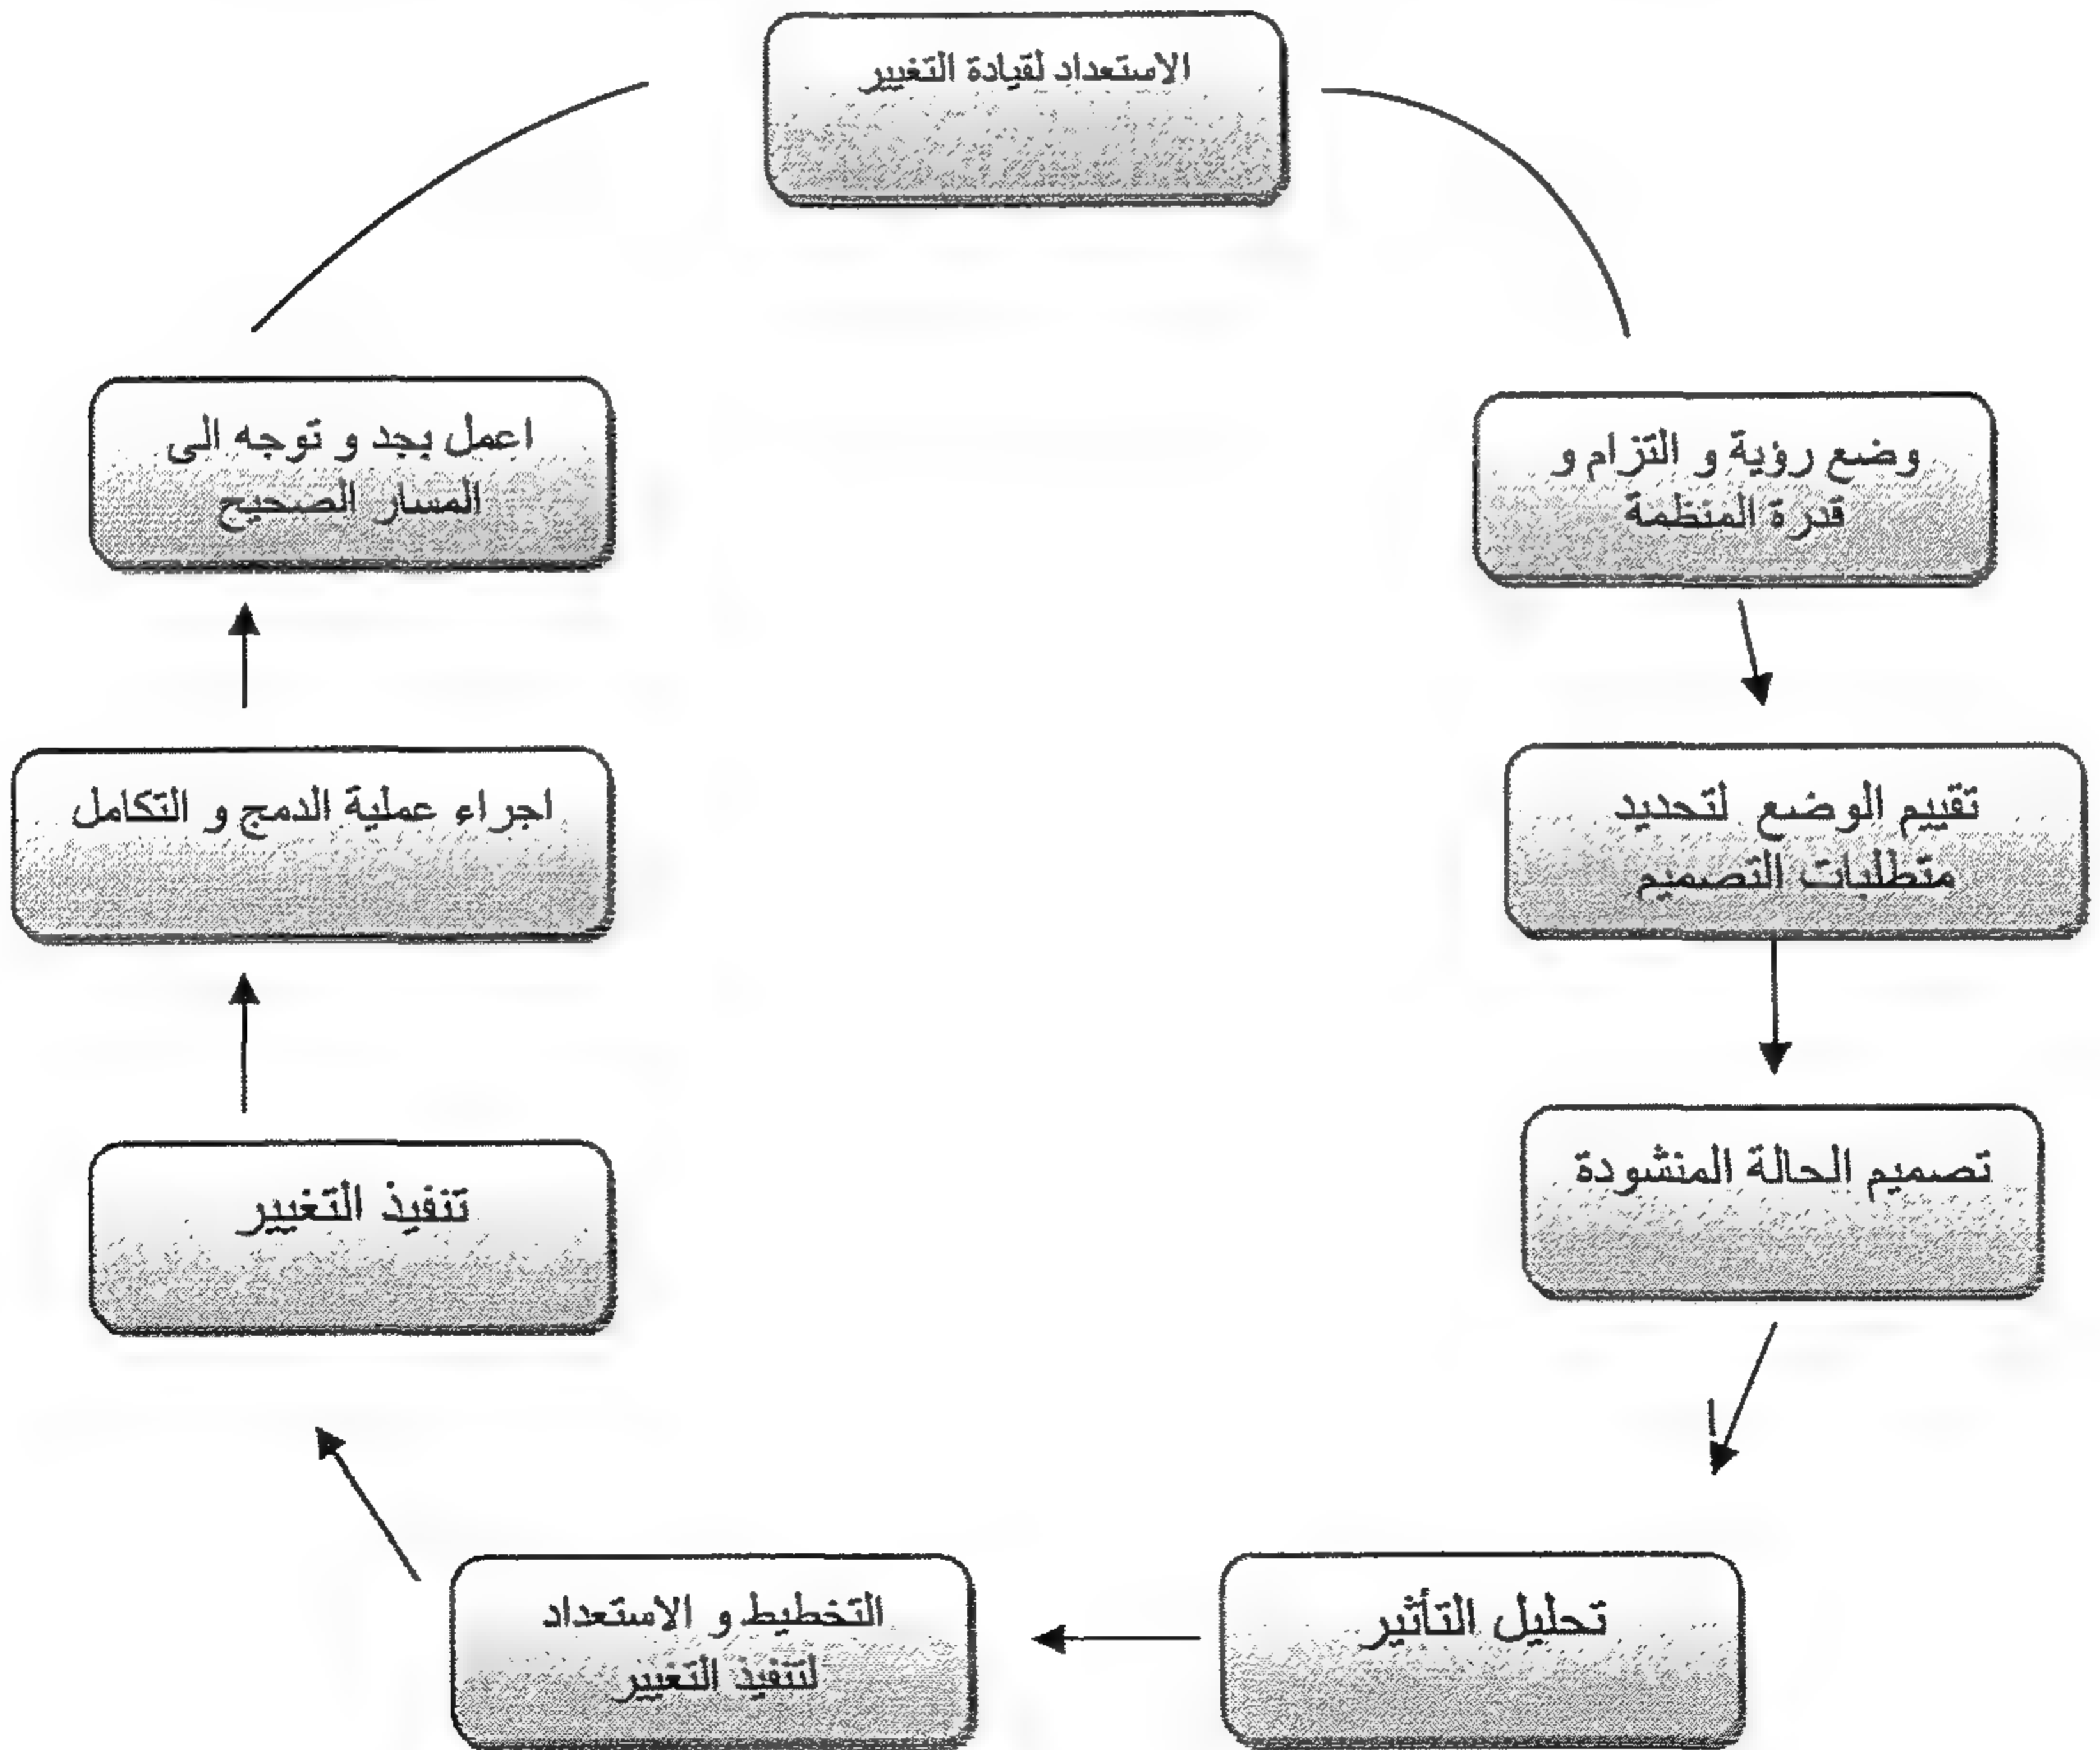 الاستعداد لقيادة التغيير
وضع رؤية و التزام و
قدرة المنظمة
تقييم الوضع لتحديد
متطلبات التصميم
تصميم الحالة المنشودة
تحليل التأثير
التخطيط و الاستعداد
لتنفيذ التغيير
تنفيذ التغيير
اجراء عملية الدمج و التكامل
اعمل بجد و توجه الى
المسار الصحيح